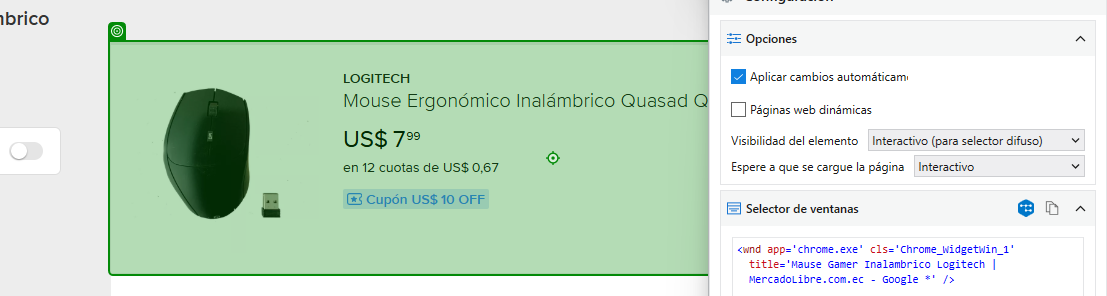 mbrico
LOGITECH
Mouse Ergonómico Inalámbrico Quasad Q
US$ 7⁹⁹
en 12 cuotas de US$ 0,67
Cupón US$ 10 OFF
Configuración
Opciones
Aplicar cambios automáticame
Páginas web dinámicas
Visibilidad del elemento
Interactivo (para selector difuso)
Espere a que se cargue la página
Interactivo
Selector de ventanas
<wnd app='chrome.exe' cls='Chrome_WidgetWin_1'
title='Mause Gamer Inalambrico Logitech |
MercadoLibre.com.ec - Google *' />